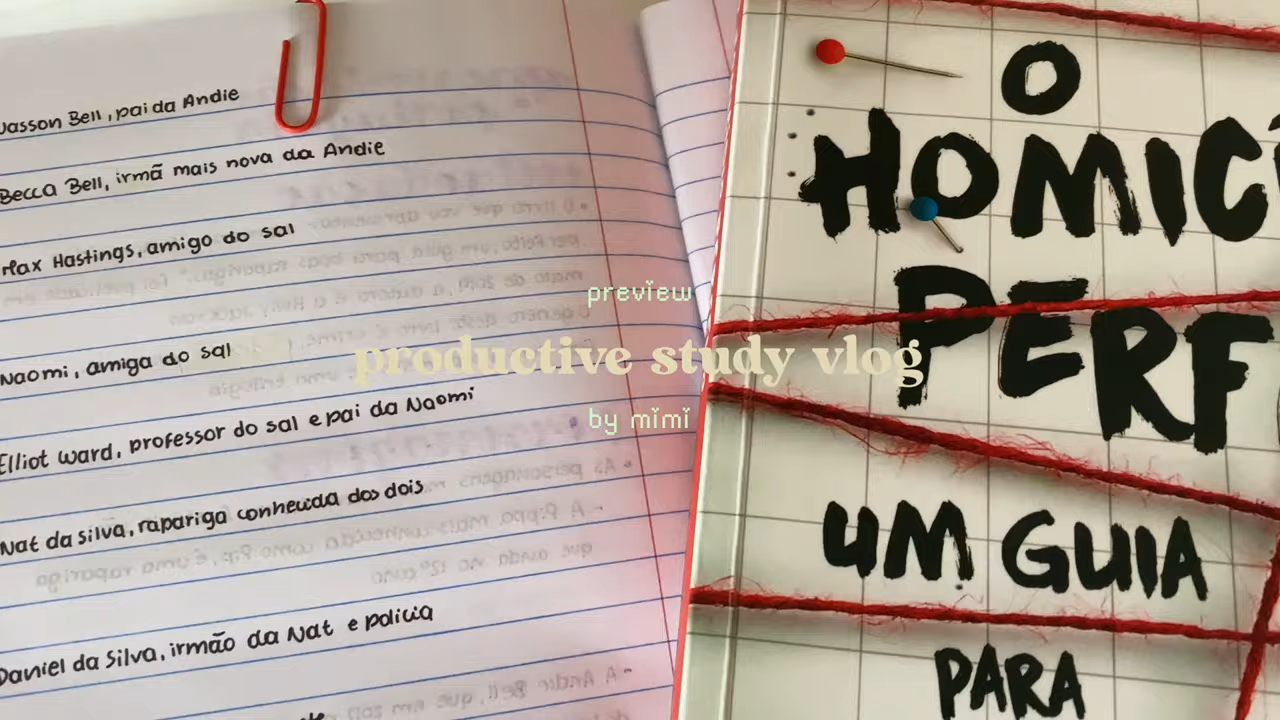 Jasson Bell, pai da Andie
Becca Bell, irmã mais nova da Andie
Max Hastings, amigo do sal
Naomi, amiga do sal
Elliot Ward, professor do sal e pai da Naomi
Nat da silva, rapariga conhecida dos dois
Daniel da Silva, irmão da Nat e polícia
preview
productive study vlog
by mimi
O
HOMICÍ
PERF
UM GUIA
PARA